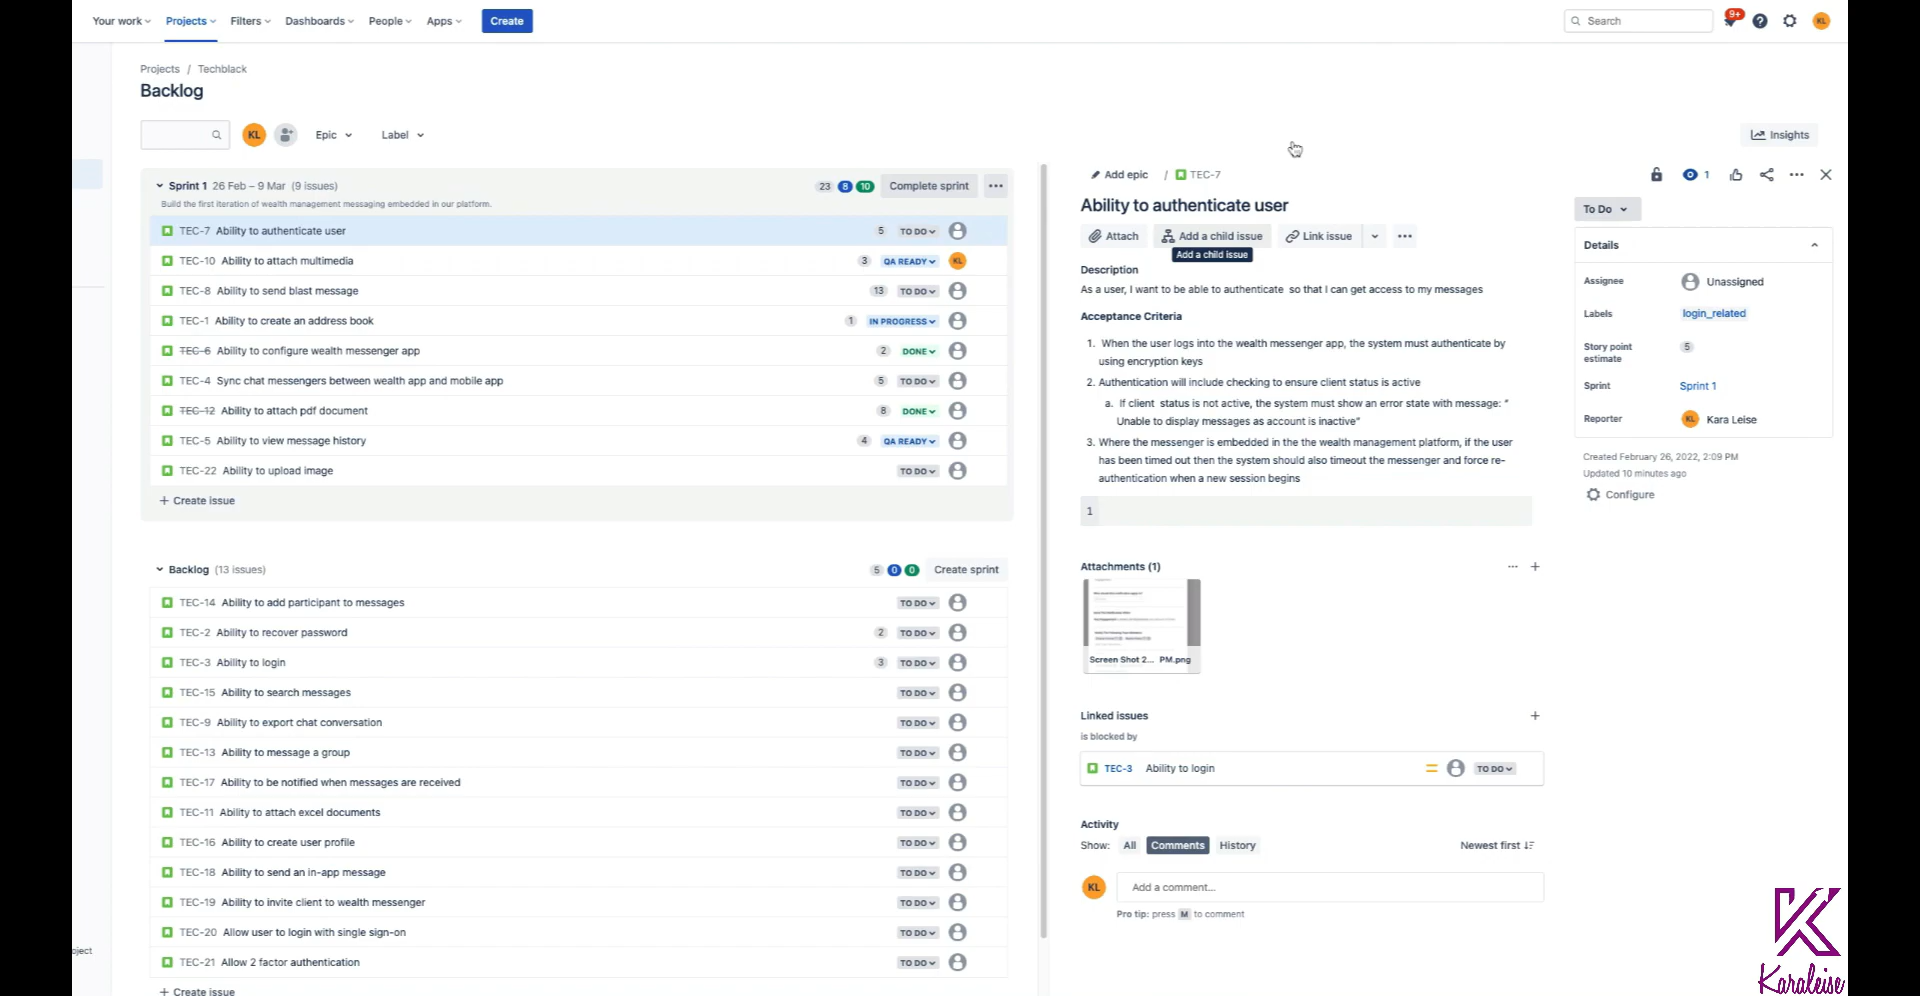 Your work Projects Filters Dashboards People Apps Create Search 9+ KL
Projects / Techblack
Backlog
KL Epic Label Insights
Sprint 1 26 Feb – 9 Mar (9 issues) 23 8 10 Complete sprint
Build the first iteration of wealth management messaging embedded in our platform.
TEC-7 Ability to authenticate user 5 TO DO
TEC-10 Ability to attach multimedia 3 QA READY KL
TEC-8 Ability to send blast message 13 TO DO
TEC-1 Ability to create an address book 1 IN PROGRESS
TEC-6 Ability to configure wealth messenger app 2 DONE
TEC-4 Sync chat messengers between wealth app and mobile app 5 TO DO
TEC-12 Ability to attach pdf document 8 DONE
TEC-5 Ability to view message history 4 QA READY
TEC-22 Ability to upload image TO DO
+ Create issue
Backlog (13 issues) 5 0 0 Create sprint
TEC-14 Ability to add participant to messages TO DO
TEC-2 Ability to recover password 2 TO DO
TEC-3 Ability to login 3 TO DO
TEC-15 Ability to search messages TO DO
TEC-9 Ability to export chat conversation TO DO
TEC-13 Ability to message a group TO DO
TEC-17 Ability to be notified when messages are received TO DO
TEC-11 Ability to attach excel documents TO DO
TEC-16 Ability to create user profile TO DO
TEC-18 Ability to send an in-app message TO DO
TEC-19 Ability to invite client to wealth messenger TO DO
TEC-20 Allow user to login with single sign-on TO DO
TEC-21 Allow 2 factor authentication TO DO
+ Create issue
oject
Add epic / TEC-7 1
Ability to authenticate user
Attach Add a child issue Link issue
Add a child issue
Description
As a user, I want to be able to authenticate so that I can get access to my messages
Acceptance Criteria
1. When the user logs into the wealth messenger app, the system must authenticate by
using encryption keys
2. Authentication will include checking to ensure client status is active
a. If client status is not active, the system must show an error state with message: “
Unable to display messages as account is inactive”
3. Where the messenger is embedded in the the wealth management platform, if the user
has been timed out then the system should also timeout the messenger and force re-
authentication when a new session begins
1
Attachments (1)
Screen Shot 2... PM.png
Linked issues
is blocked by
TEC-3 Ability to login TO DO
Activity
Show: All Comments History Newest first
KL Add a comment...
Pro tip: press M to comment
To Do
Details
Assignee Unassigned
Labels login_related
Story point
estimate 5
Sprint Sprint 1
Reporter KL Kara Leise
Created February 26, 2022, 2:09 PM
Updated 10 minutes ago
Configure
K
Karaleise